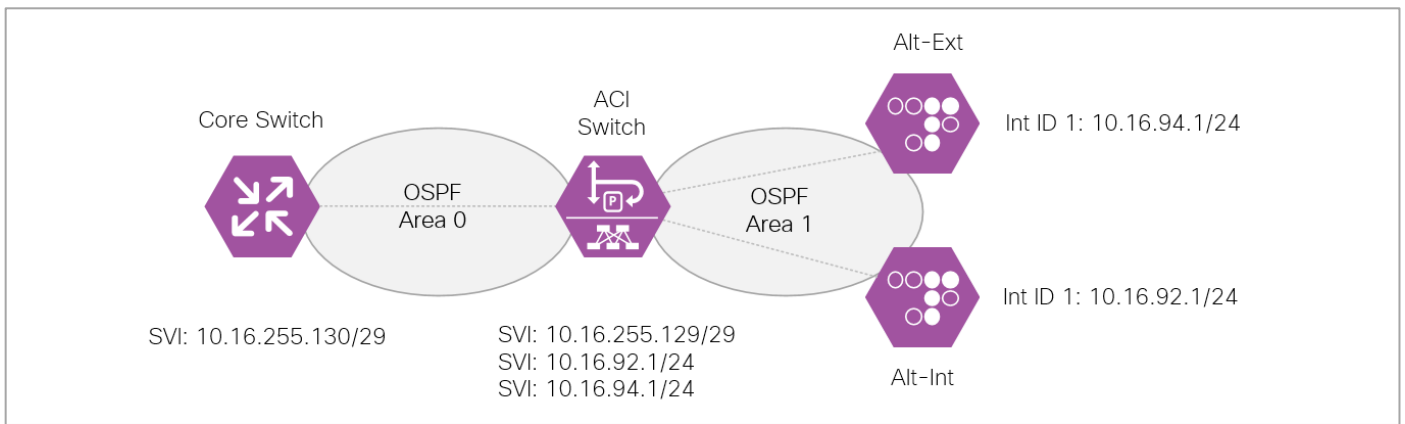 Alt-Ext
Core Switch
ACI
Switch
Int ID 1: 10.16.94.1/24
OSPF
Area 0
P
OSPF
Area 1
Int ID 1: 10.16.92.1/24
SVI: 10.16.255.130/29
SVI: 10.16.255.129/29
SVI: 10.16.92.1/24
SVI: 10.16.94.1/24
Alt-Int